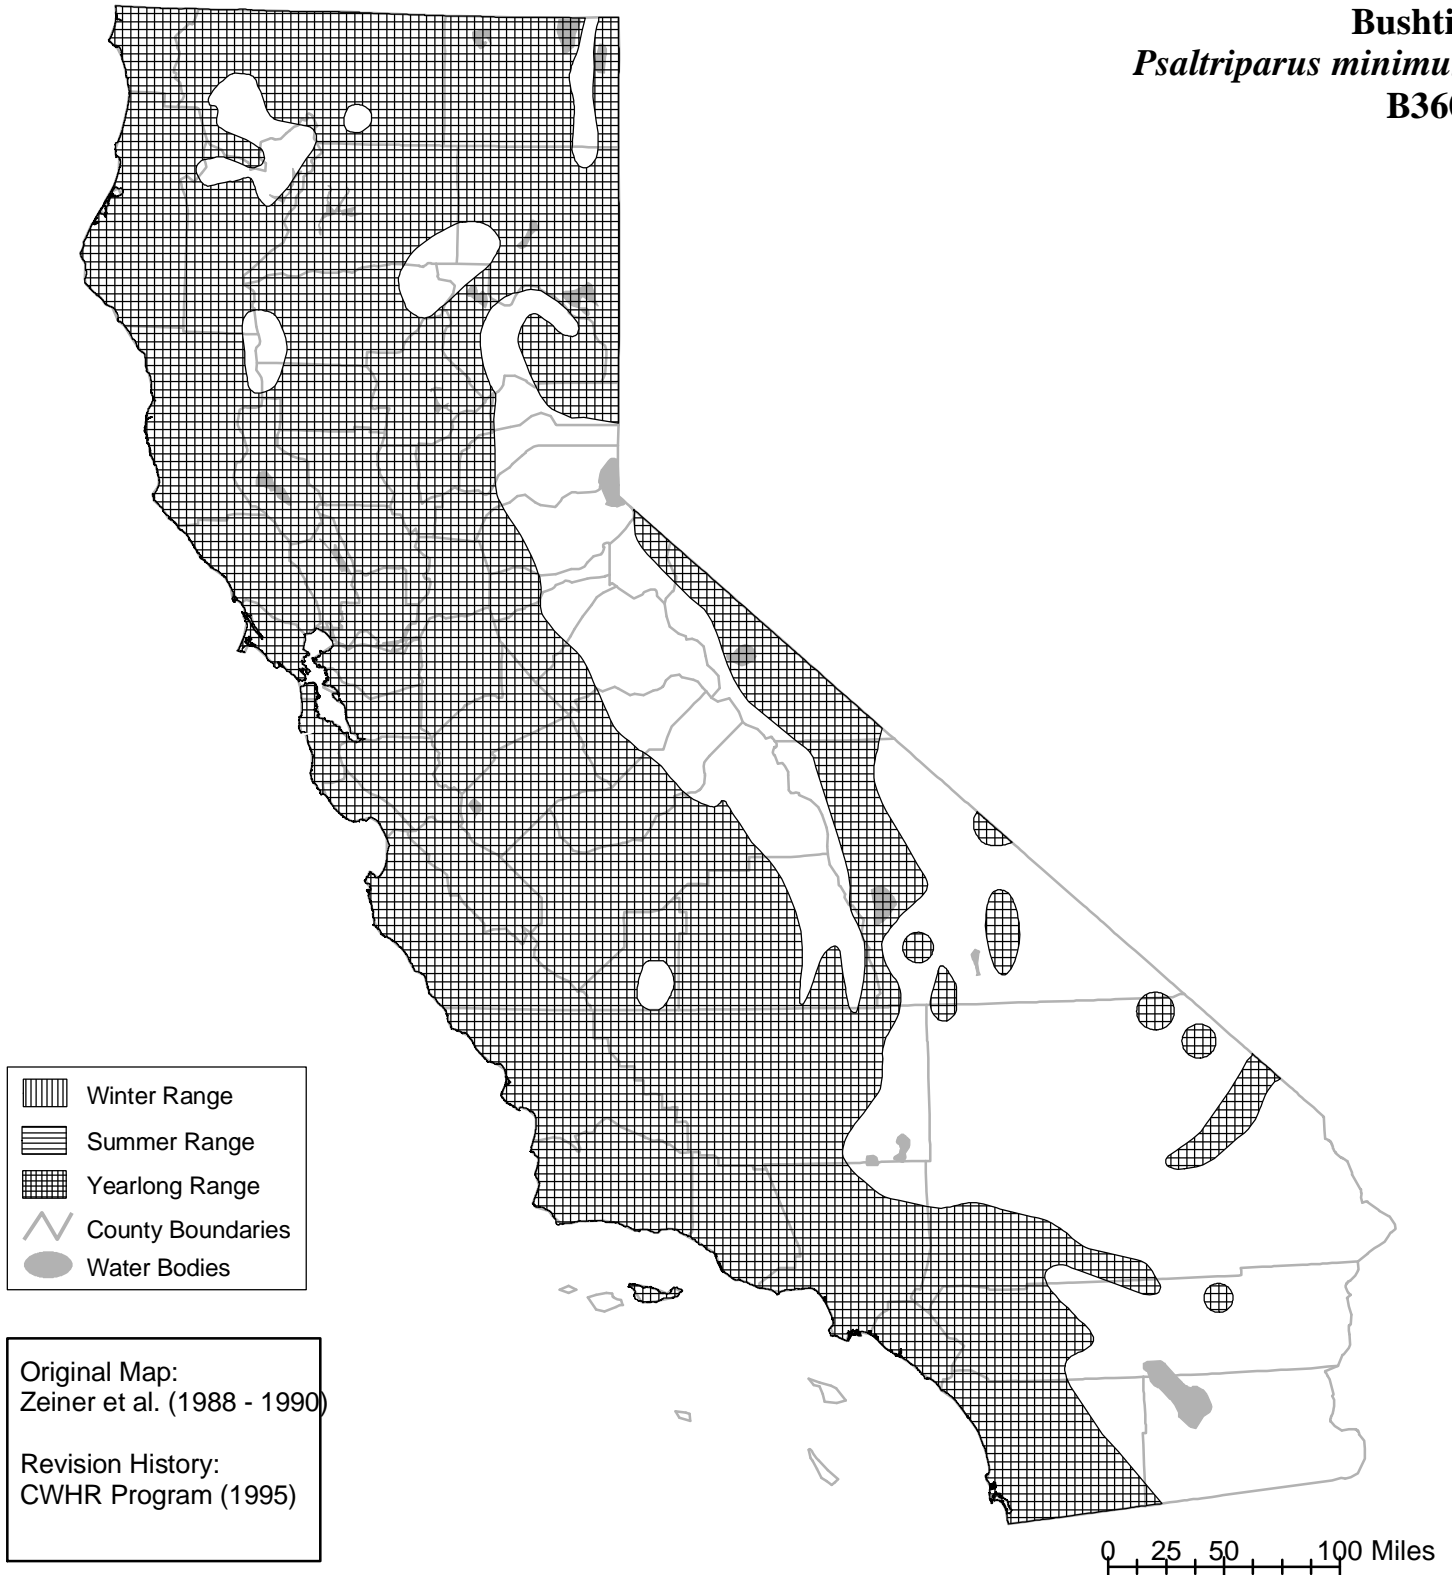 Bushti
Psaltriparus minimu
B360
Winter Range
Summer Range
Yearlong Range
County Boundaries
Water Bodies
Original Map:
Zeiner et al. (1988 - 1990)
Revision History:
CWHR Program (1995)
0 25 50 100 Miles